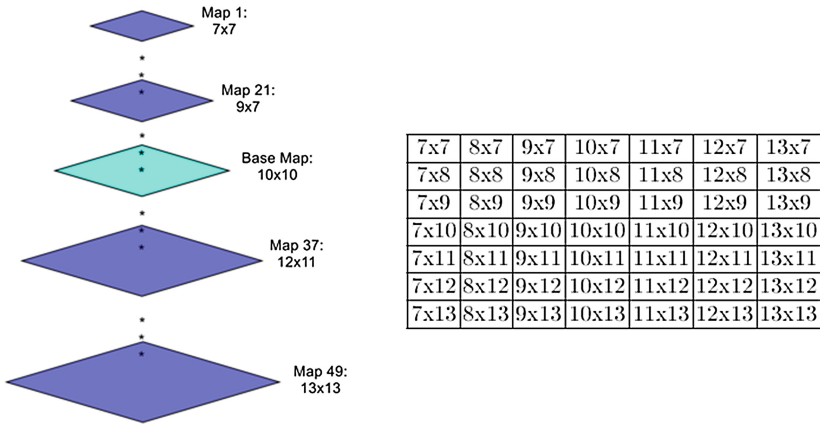 Map 1:
7x7
Map 21:
9x7
Base Map:
10x10
Map 37:
12x11
Map 49:
13x13
7x7 8x7 9x7 10x7 11x7 12x7 13x7
7x8 8x8 9x8 10x8 11x8 12x8 13x8
7x9 8x9 9x9 10x9 11x9 12x9 13x9
7x10 8x10 9x10 10x10 11x10 12x10 13x10
7x11 8x11 9x11 10x11 11x11 12x11 13x11
7x12 8x12 9x12 10x12 11x12 12x12 13x12
7x13 8x13 9x13 10x13 11x13 12x13 13x13